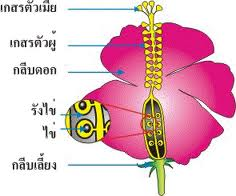 เกสรตัวเมีย
เกสรตัวผู้
กลีบดอก
รังไข่
ไข่
กลีบเลี้ยง